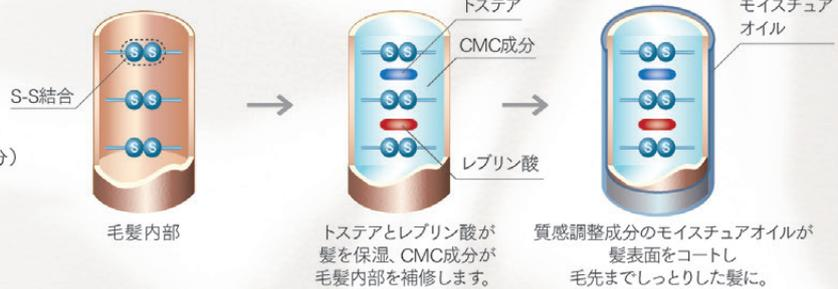 トステア
モイスチュア
オイル
CMC成分
S-S結合
分）
レブリン酸
S S
S S
S S
S S
S S
S S
S S
S S
S S
毛髪内部
トステアとレブリン酸が
髪を保湿、CMC成分が
毛髪内部を補修します。
質感調整成分のモイスチュアオイルが
髪表面をコートし
毛先までしっとりした髪に。